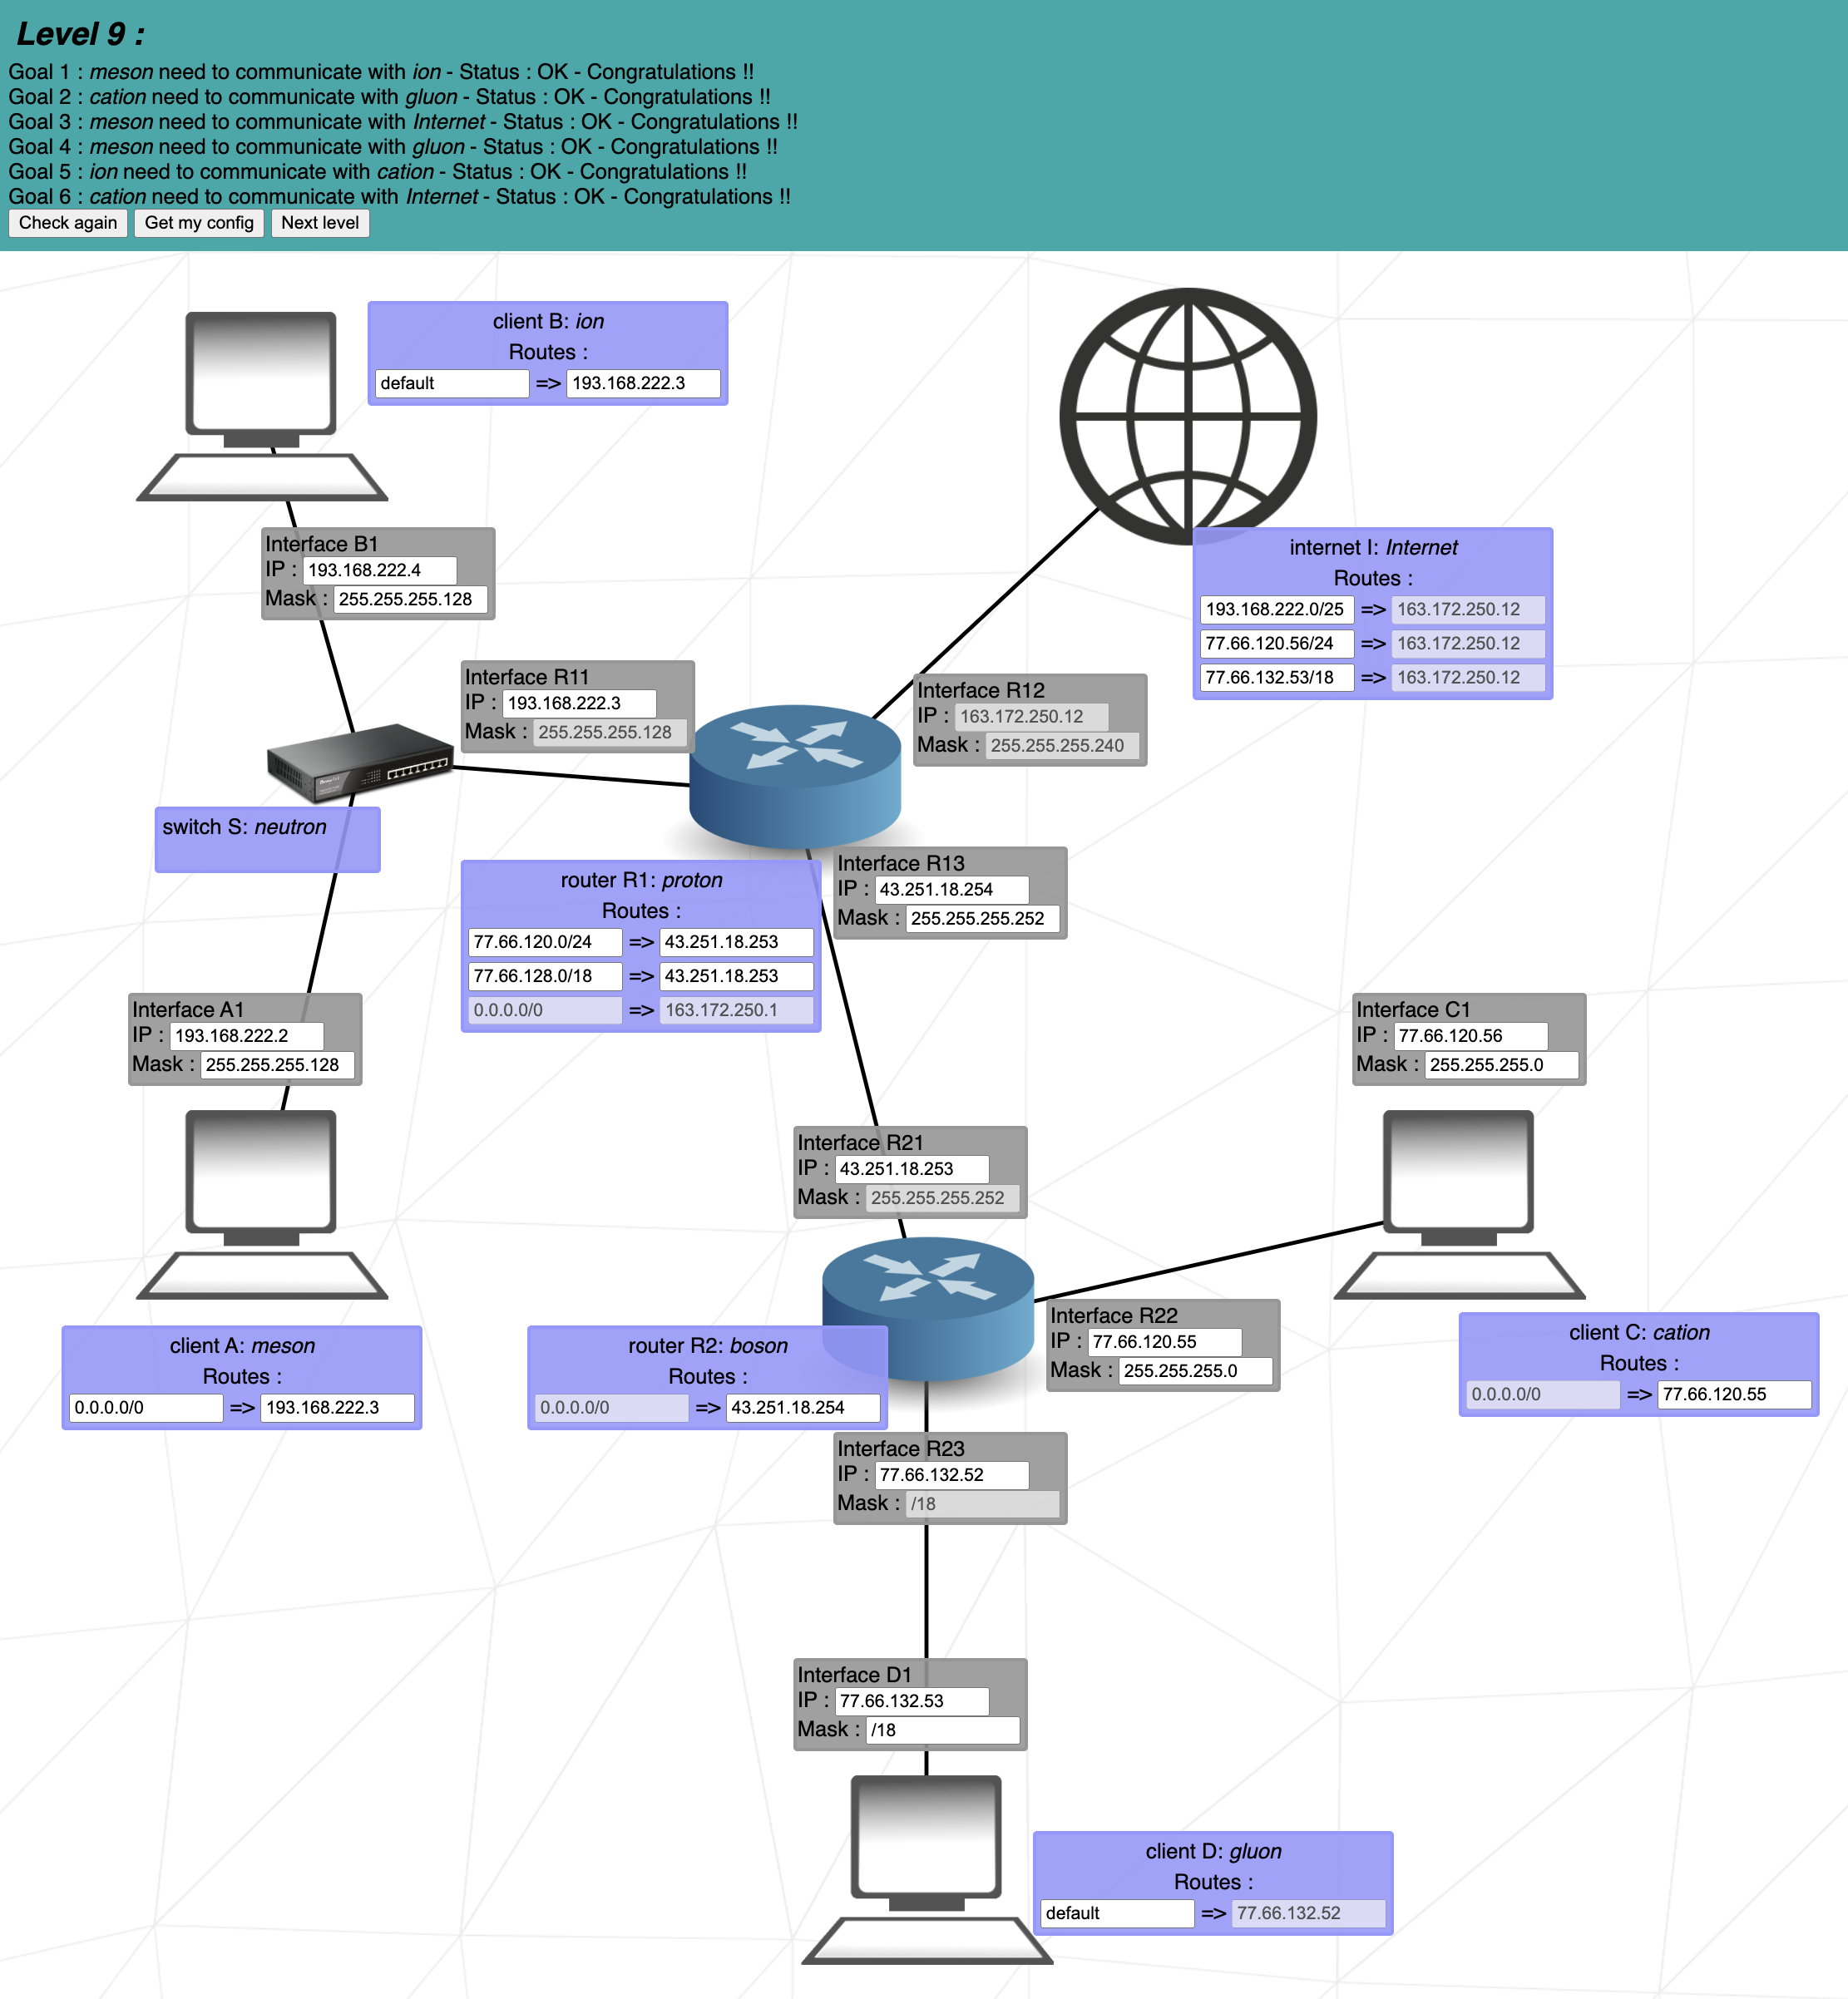 Level 9 :
Goal 1 : meson need to communicate with ion - Status : OK - Congratulations !!
Goal 2 : cation need to communicate with gluon - Status : OK - Congratulations !!
Goal 3 : meson need to communicate with Internet - Status : OK - Congratulations !!
Goal 4 : meson need to communicate with gluon - Status : OK - Congratulations !!
Goal 5 : ion need to communicate with cation - Status : OK - Congratulations !!
Goal 6 : cation need to communicate with Internet - Status : OK - Congratulations !!
Check again Get my config Next level
client B: ion
Routes :
default => 193.168.222.3
Interface B1
IP : 193.168.222.4
Mask : 255.255.255.128
internet I: Internet
Routes :
193.168.222.0/25 => 163.172.250.12
77.66.120.56/24 => 163.172.250.12
77.66.132.53/18 => 163.172.250.12
Interface R11
IP : 193.168.222.3
Mask : 255.255.255.128
Interface R12
IP : 163.172.250.12
Mask : 255.255.255.240
switch S: neutron
Interface R13
IP : 43.251.18.254
Mask : 255.255.255.252
router R1: proton
Routes :
77.66.120.0/24 => 43.251.18.253
77.66.128.0/18 => 43.251.18.253
0.0.0.0/0 => 163.172.250.1
Interface A1
IP : 193.168.222.2
Mask : 255.255.255.128
Interface C1
IP : 77.66.120.56
Mask : 255.255.255.0
Interface R21
IP : 43.251.18.253
Mask : 255.255.255.252
Interface R22
IP : 77.66.120.55
Mask : 255.255.255.0
client A: meson
Routes :
0.0.0.0/0 => 193.168.222.3
router R2: boson
Routes :
0.0.0.0/0 => 43.251.18.254
client C: cation
Routes :
0.0.0.0/0 => 77.66.120.55
Interface R23
IP : 77.66.132.52
Mask : /18
Interface D1
IP : 77.66.132.53
Mask : /18
client D: gluon
Routes :
default => 77.66.132.52